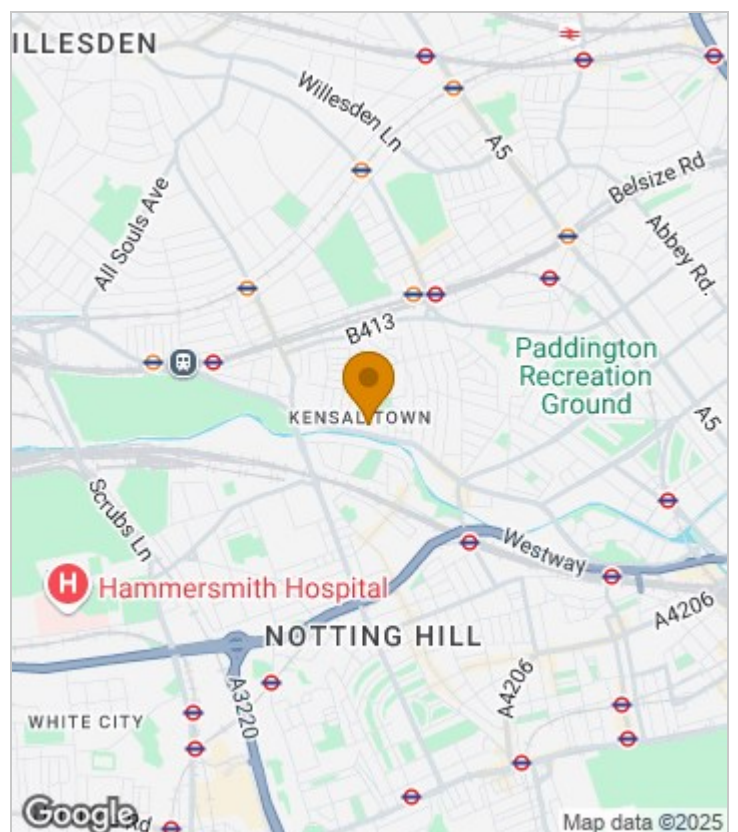 ILLESDEN
Willesden Ln
A5
Belsize Rd
All Souls Ave
Abbey Rd.
B413
Paddington
Recreation
Ground
KENSAL TOWN
A5
Scrubs Ln
Westway
H
Hammersmith Hospital
A4206
NOTTING HILL
A4206
A3220
WHITE CITY
Google
Rd
Map data ©2025